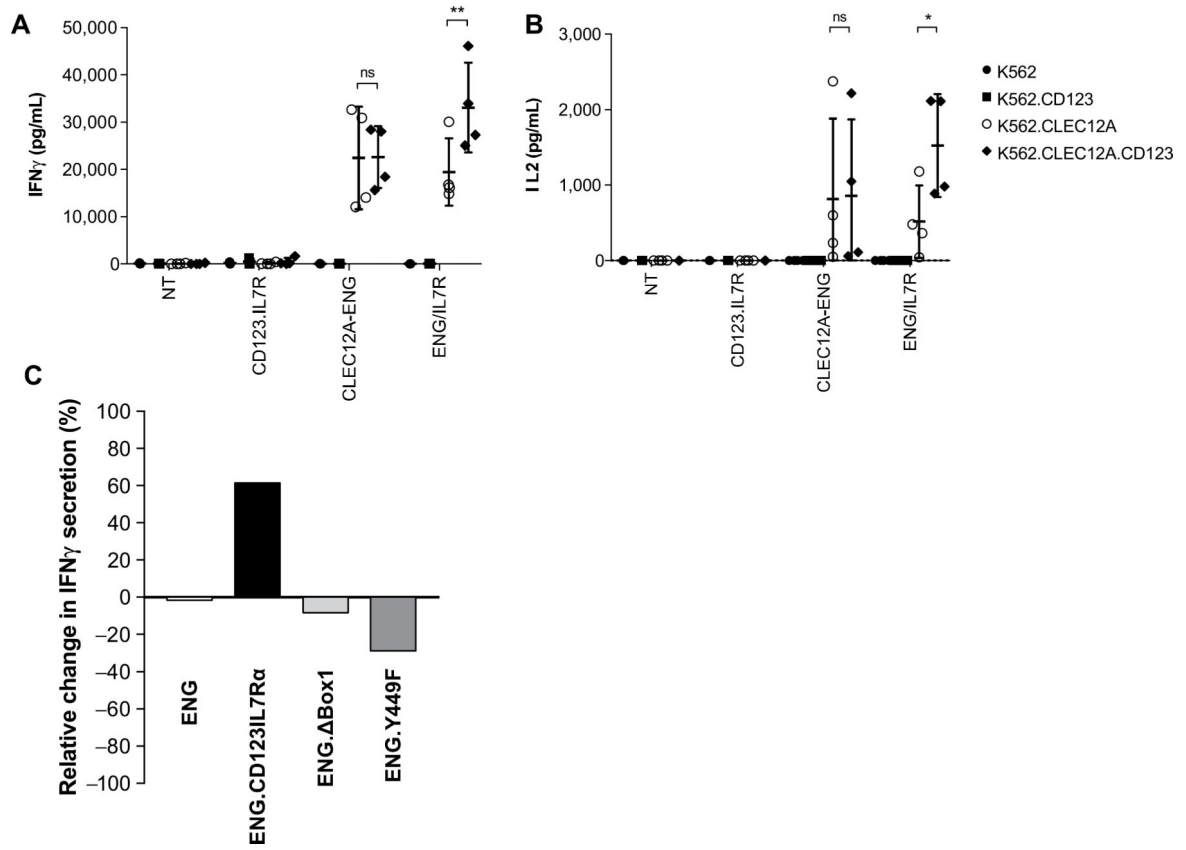 A
IFNγ (pg/mL)
50,000
40,000
30,000
20,000
10,000
0
ns
**
NT
CD123.IL7R
CLEC12A-ENG
ENG/IL7R
B
IL2 (pg/mL)
3,000
2,000
1,000
0
ns
*
NT
CD123.IL7R
CLEC12A-ENG
ENG/IL7R
K562
K562.CD123
K562.CLEC12A
K562.CLEC12A.CD123
C
Relative change in IFNγ secretion (%)
100
80
60
40
20
0
−20
−40
−60
−80
−100
ENG
ENG.CD123IL7Rα
ENG.ΔBox1
ENG.Y449F